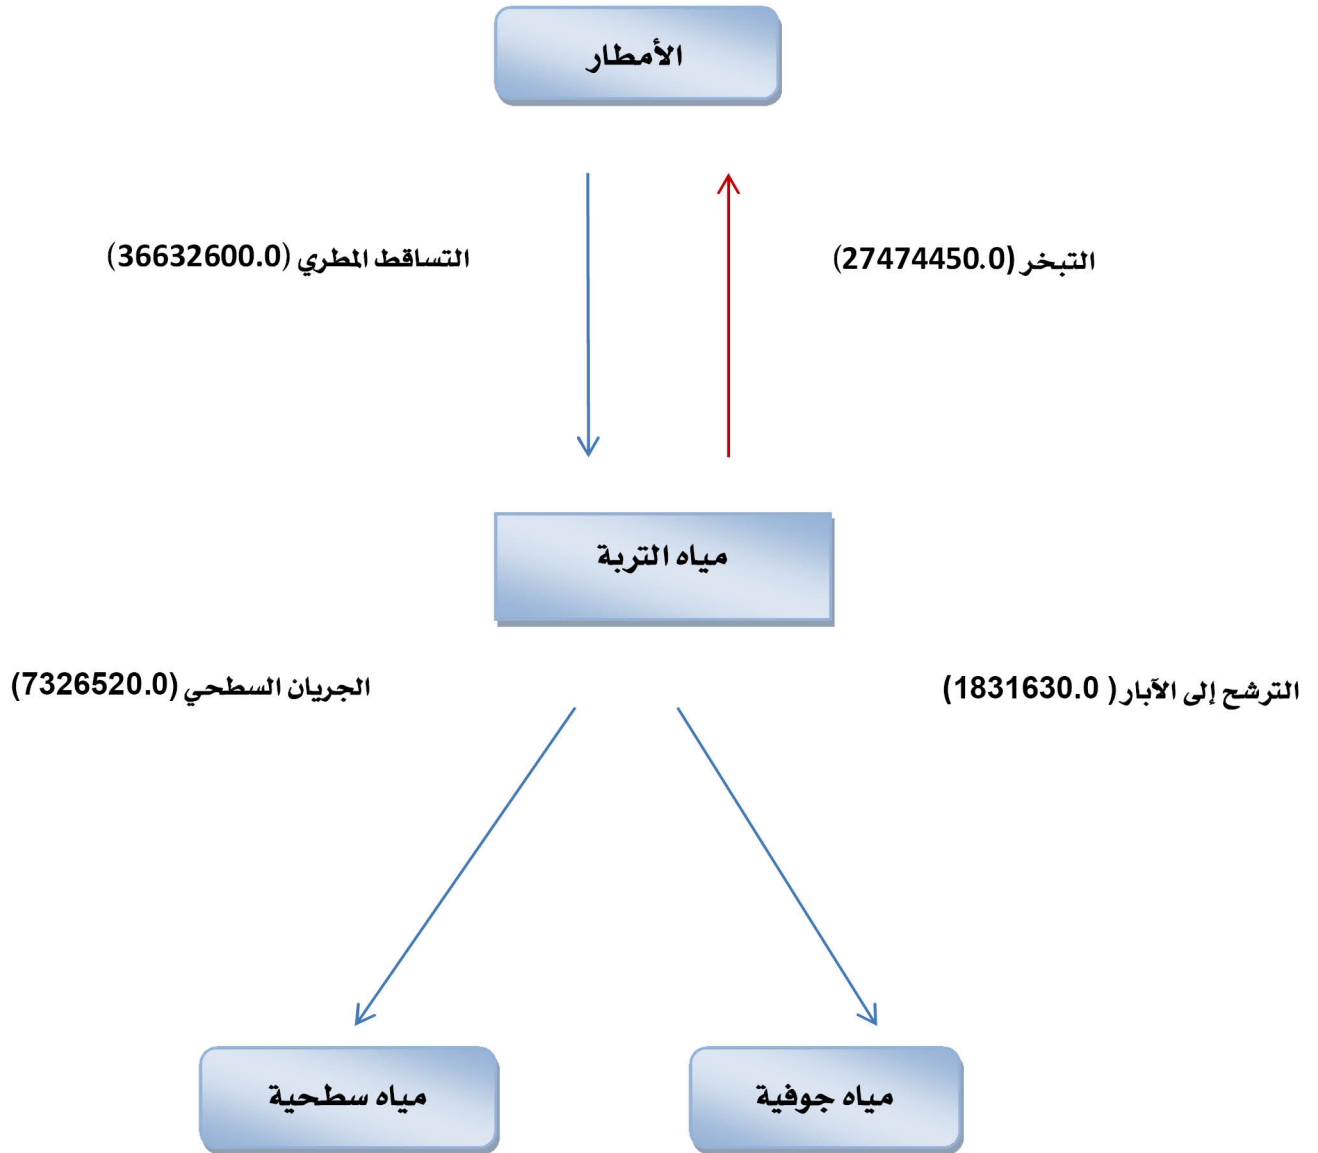 الأمطار
التبخر (27474450.0)
التساقط المطري (36632600.0)
مياه التربة
الترشح إلى الآبار ( 1831630.0)
الجريان السطحي (7326520.0)
مياه جوفية
مياه سطحية